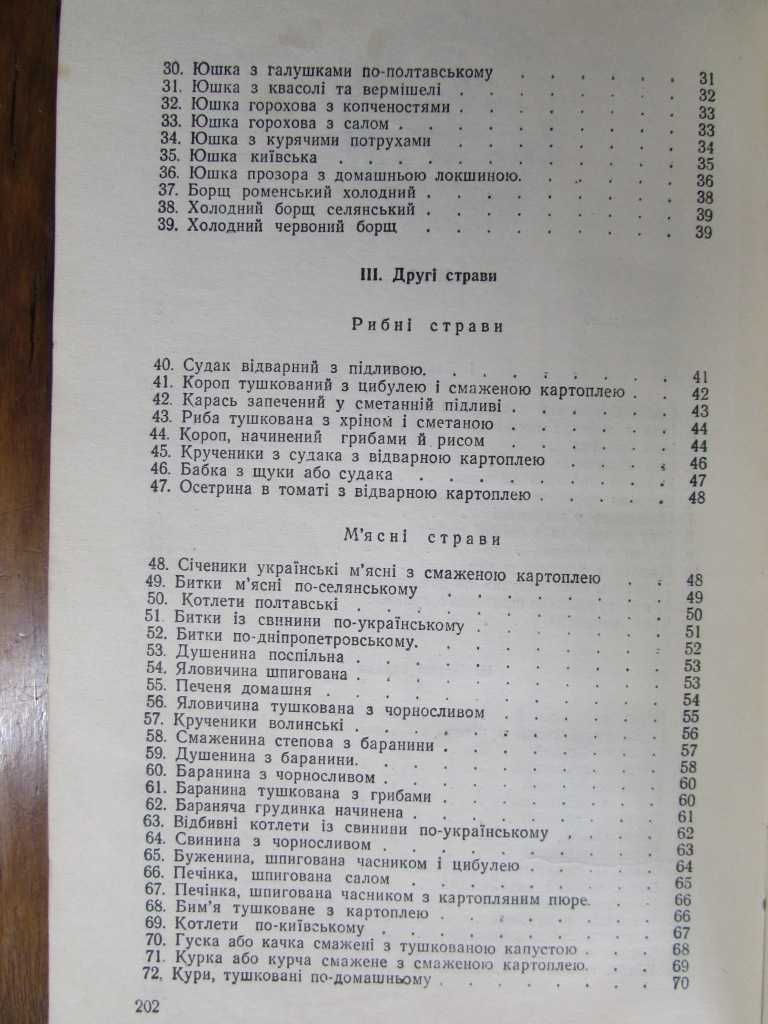 30. Юшка з галушками по-полтавському . . . . . . 31
31. Юшка з квасолі та вермішелі . . . . . . . . 32
32. Юшка горохова з копченостями . . . . . . . . 33
33. Юшка горохова з салом . . . . . . . . . . 33
34. Юшка з курячими потрухами . . . . . . . . 34
35. Юшка київська . . . . . . . . . . . . 35
36. Юшка прозора з домашньою локшиною. . . . . . . 36
37. Борщ роменський холодний . . . . . . . . . 38
38. Холодний борщ селянський . . . . . . . . . 39
39. Холодний червоний борщ . . . . . . . . . 39
III. Другі страви
Рибні страви
40. Судак відварний з підливою. . . . . . . . . 41
41. Короп тушкований з цибулею і смаженою картоплею . . 42
42. Карась запечений у сметанній підливі . . . . . . 43
43. Риба тушкована з хріном і сметаною . . . . . . 44
44. Короп, начинений грибами й рисом . . . . . . 44
45. Крученики з судака з відварною картоплею . . . . 46
46. Бабка з щуки або судака . . . . . . . . . 47
47. Осетрина в томаті з відварною картоплею . . . . . 48
М'ясні страви
48. Січеники українські м'ясні з смаженою картоплею . . 48
49. Битки м'ясні по-селянському . . . . . . . . 49
50. Котлети полтавські . . . . . . . . . . . 50
51. Битки із свинини по-українському . . . . . . . 51
52. Битки по-дніпропетровському. . . . . . . . . 52
53. Душенина поспільна . . . . . . . . . . . 53
54. Яловичина шпигована . . . . . . . . . . . 53
55. Печеня домашня . . . . . . . . . . . . 54
56. Яловичина тушкована з чорносливом . . . . . . 55
57. Крученики волинські . . . . . . . . . . . 56
58. Смаженина степова з баранини . . . . . . . . 57
59. Душенина з баранини. . . . . . . . . . . 58
60. Баранина з чорносливом . . . . . . . . . . 60
61. Баранина тушкована з грибами . . . . . . . . 60
62. Бараняча грудинка начинена . . . . . . . . . 61
63. Відбивні котлети із свинини по-українському . . . . 62
64. Свинина з чорносливом . . . . . . . . . . 63
65. Буженина, шпигована часником і цибулею . . . . . 64
66. Печінка, шпигована салом . . . . . . . . . 65
67. Печінка, шпигована часником з картопляним пюре. . . 66
68. Бим'я тушковане з картоплею . . . . . . . . 66
69. Котлети по-київському . . . . . . . . . . 67
70. Гуска або качка смажені з тушкованою капустою . . . 68
71. Курка або курча смажене з смаженою картоплею. . . 69
72. Кури, тушковані по-домашньому . . . . . . . . 70
202